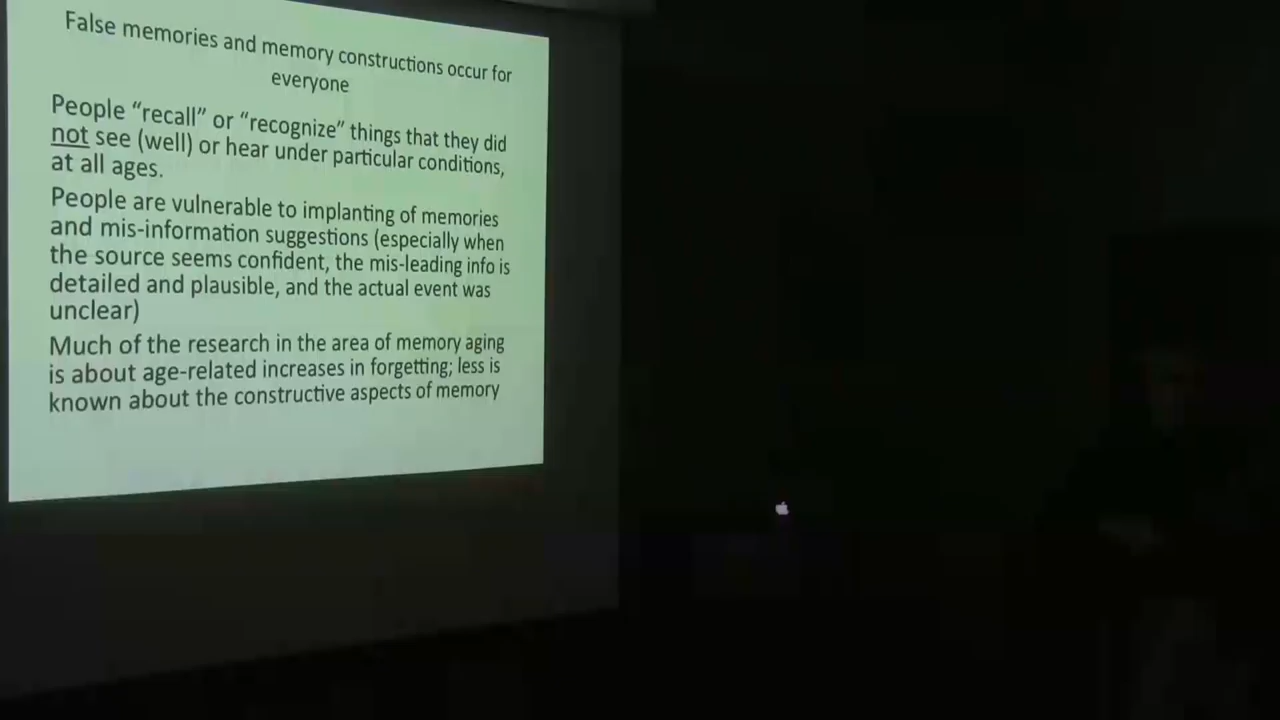 False memories and memory constructions occur for
everyone
People “recall” or “recognize” things that they did
not see (well) or hear under particular conditions,
at all ages.
People are vulnerable to implanting of memories
and mis-information suggestions (especially when
the source seems confident, the mis-leading info is
detailed and plausible, and the actual event was
unclear)
Much of the research in the area of memory aging
is about age-related increases in forgetting; less is
known about the constructive aspects of memory